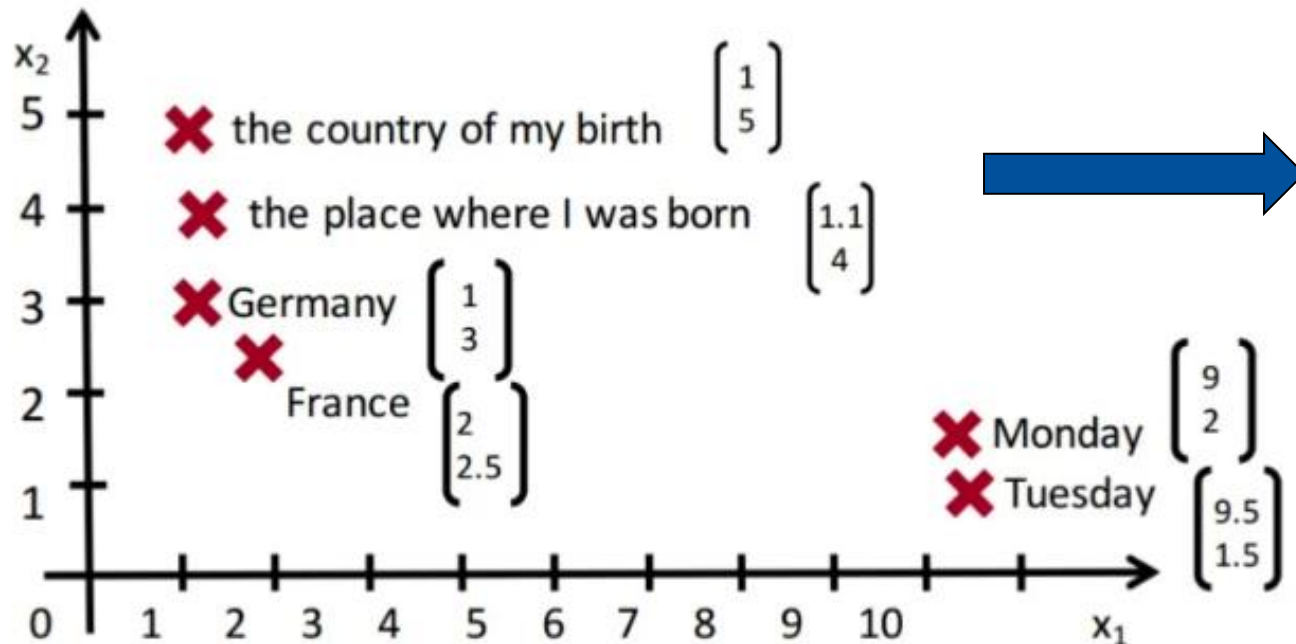 x₂
5
the country of my birth
1
5
4
the place where I was born
1.1
4
3
Germany
1
3
France
2
2.5
2
Monday
9
2
1
Tuesday
9.5
1.5
0 1 2 3 4 5 6 7 8 9 10 x₁